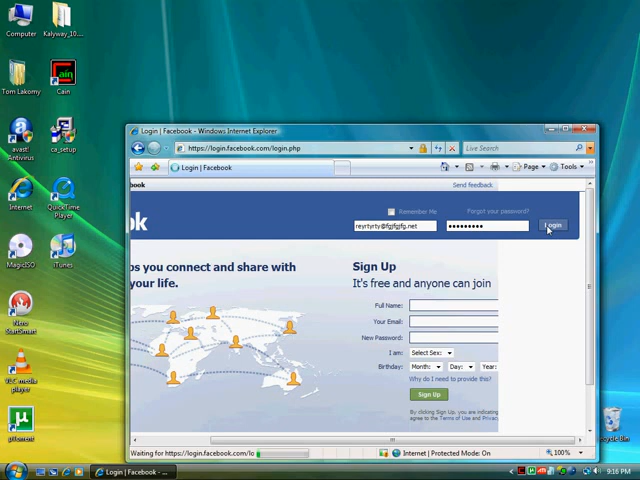 Computer
Kalyway_10....
Tom Lakomy
Cain
avast!
Antivirus
ca_setup
Internet
QuickTime
Player
MagicISO
iTunes
Nero
StartSmart
VLC media
player
µTorrent
Recycle Bin
Login | Facebook - Windows Internet Explorer
https://login.facebook.com/login.php
Live Search
Login | Facebook
Page
Tools
book
Send feedback
k
Remember Me
Forgot your password?
reyrtyrty@fgjfgjfg.net
•••••••••
Login
ps you connect and share with
your life.
Sign Up
It's free and anyone can join
Full Name:
Your Email:
New Password:
I am:
Select Sex:
Birthday:
Month:
Day:
Year:
Why do I need to provide this?
Sign Up
By clicking Sign Up, you are indicating
agree to the Terms of Use and Privac
Waiting for https://login.facebook.com/lo
Internet | Protected Mode: On
100%
Login | Facebook - ...
9:16 PM